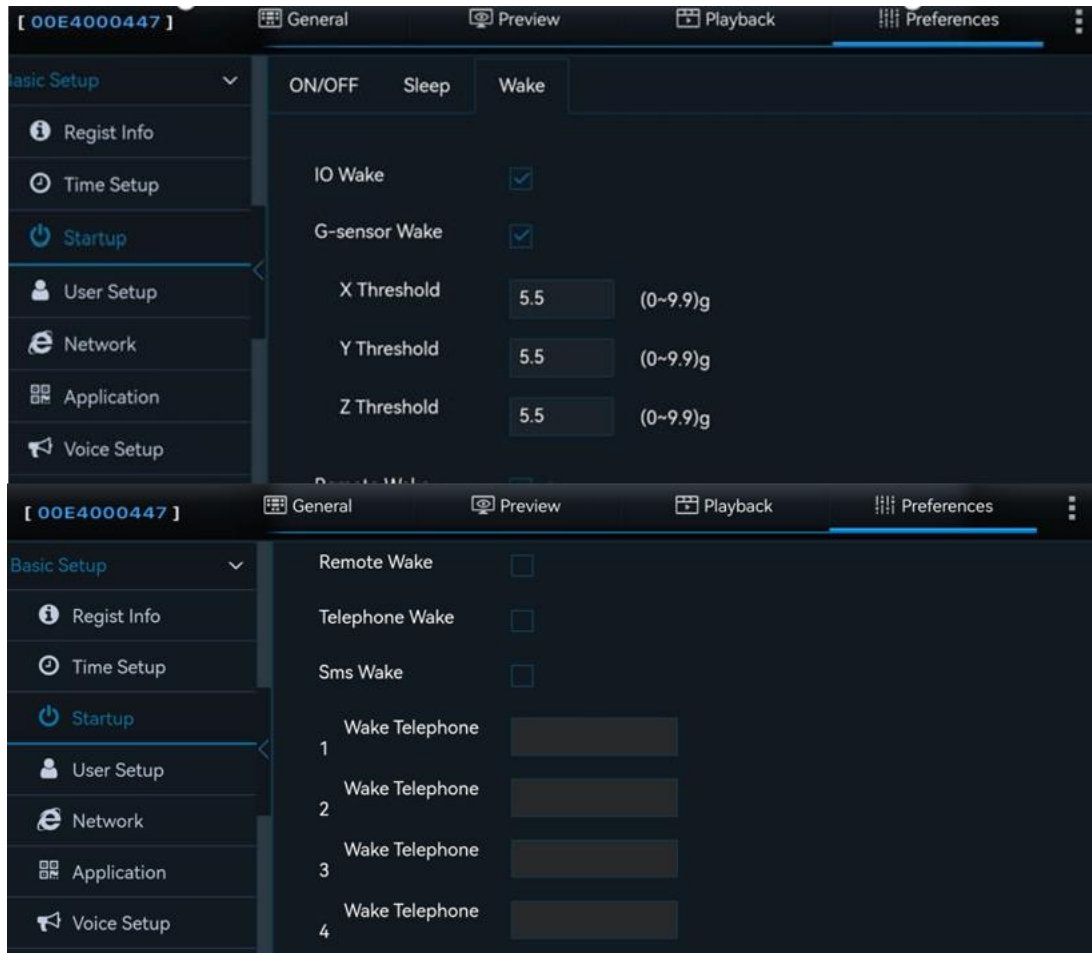 [ 00E4000447 ] General Preview Playback Preferences
Basic Setup ON/OFF Sleep Wake
Regist Info
IO Wake
Time Setup
G-sensor Wake
Startup
X Threshold 5.5 (0~9.9)g
User Setup
Y Threshold 5.5 (0~9.9)g
Network
Z Threshold 5.5 (0~9.9)g
Application
Voice Setup
Remote Wake
[ 00E4000447 ] General Preview Playback Preferences
Basic Setup Remote Wake
Regist Info Telephone Wake
Time Setup Sms Wake
Startup
Wake Telephone
1
User Setup
Wake Telephone
2
Network
Wake Telephone
3
Application
Wake Telephone
4
Voice Setup